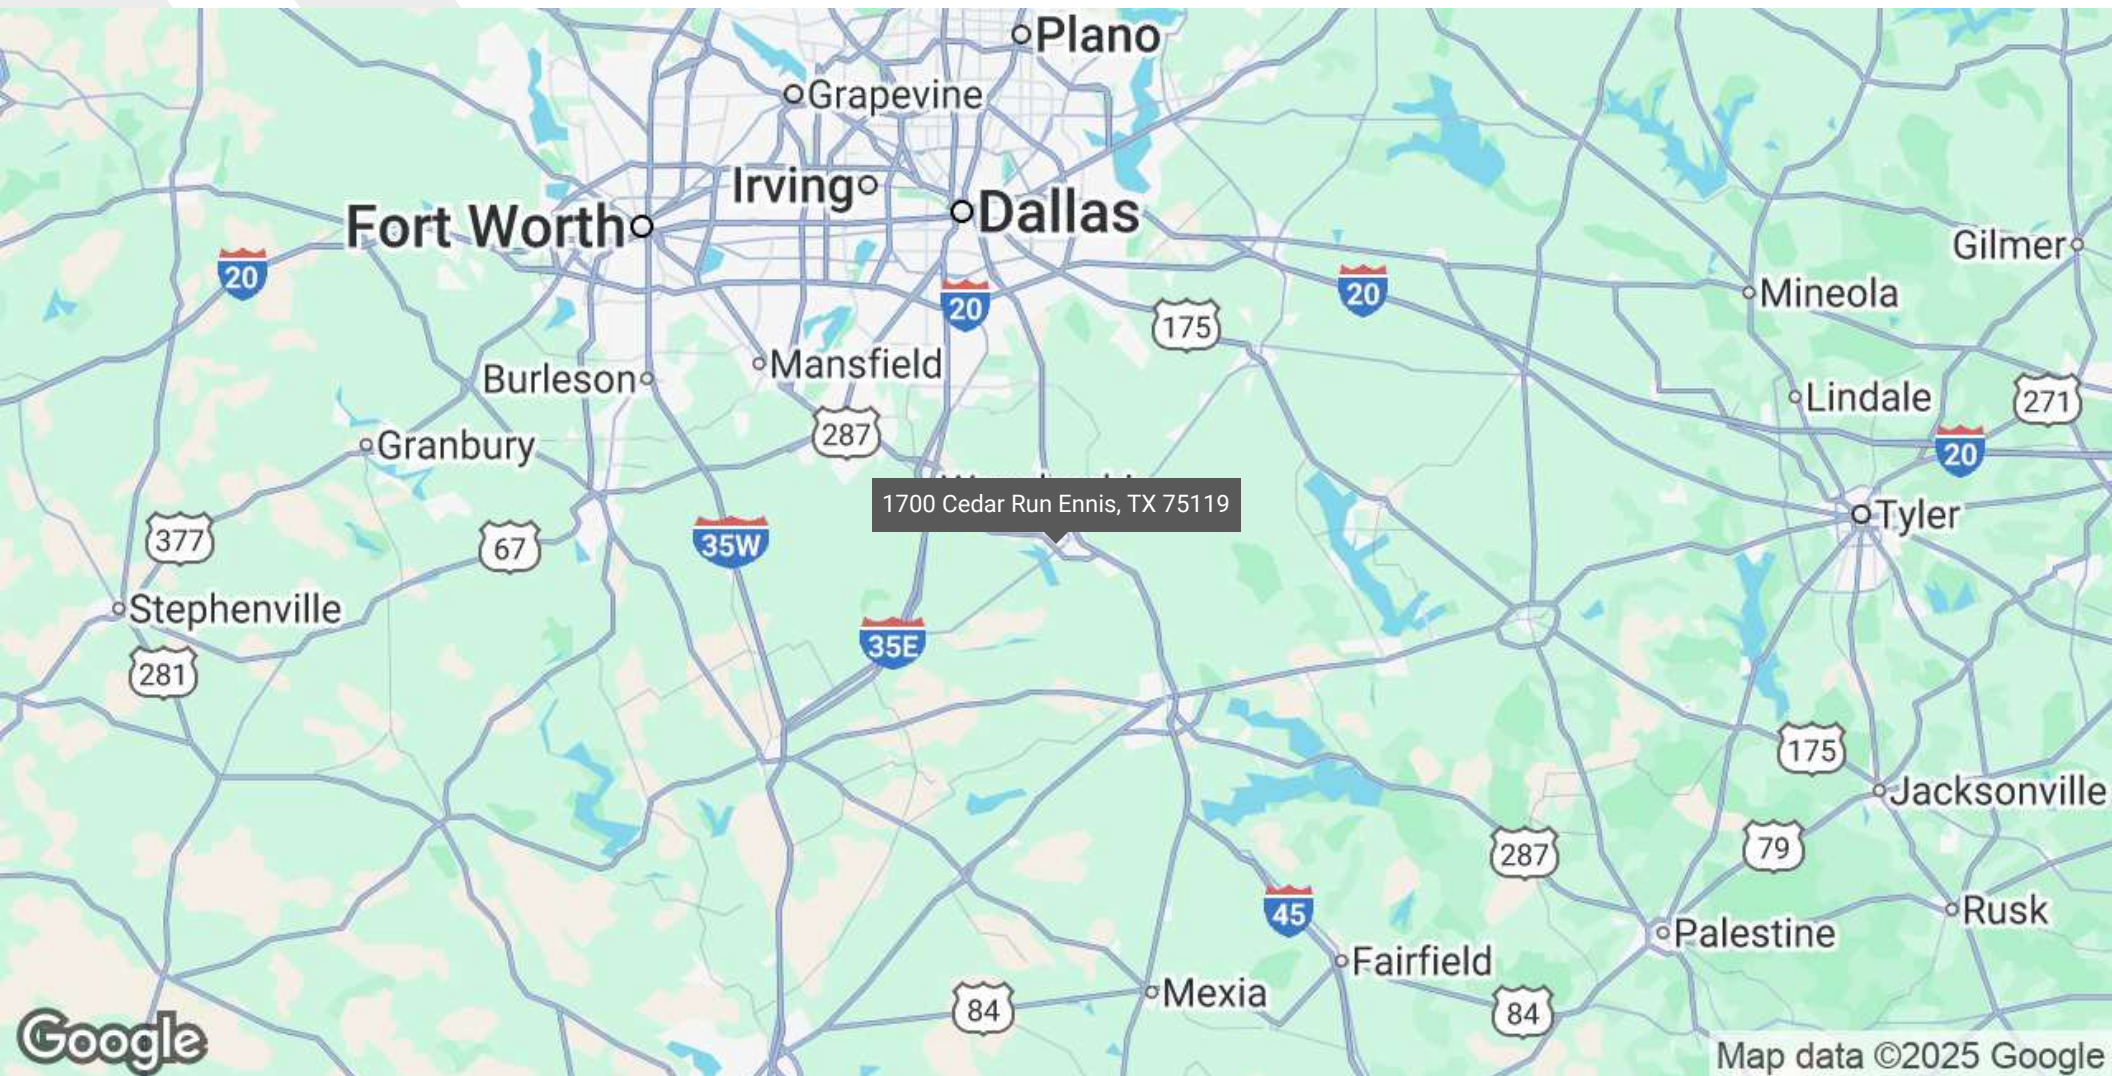 Plano
Grapevine
Irving
Dallas
Fort Worth
Gilmer
20
20
20
Mineola
175
Mansfield
Burleson
Lindale
271
287
Granbury
20
1700 Cedar Run Ennis, TX 75119
Tyler
377
67
35W
Stephenville
35E
281
175
Jacksonville
287
79
45
Rusk
Palestine
Fairfield
Mexia
84
84
Google
Map data ©2025 Google